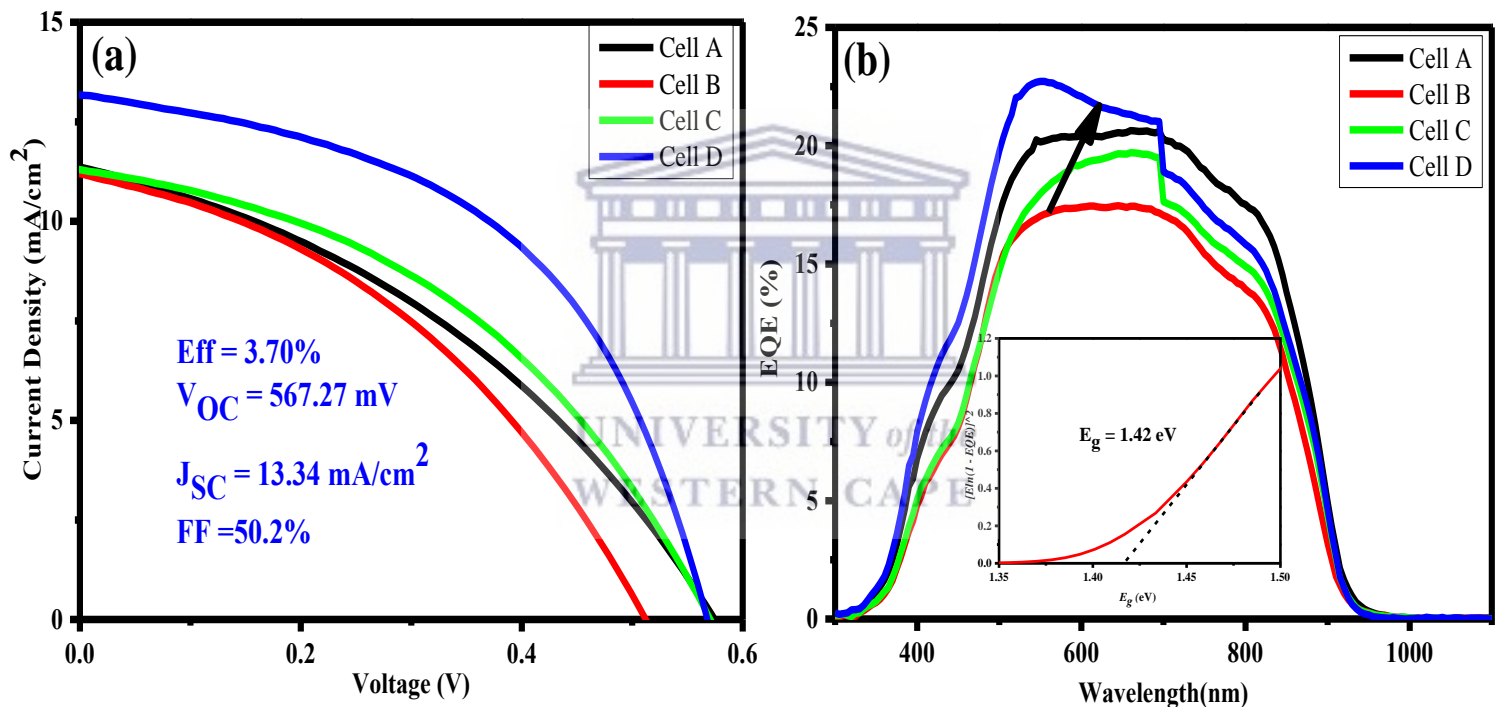 (a)
Cell A
Cell B
Cell C
Cell D
15
10
5
0
0.0
0.2
0.4
0.6
Current Density (mA/cm²)
Voltage (V)
Eff = 3.70%
V_OC = 567.27 mV
J_SC = 13.34 mA/cm²
FF =50.2%
UNIVERSITY of the
WESTERN CAPE
(b)
Cell A
Cell B
Cell C
Cell D
25
20
15
10
5
0
400
600
800
1000
EQE (%)
Wavelength(nm)
1.2
1.0
0.8
0.6
0.4
0.2
0.0
1.35
1.40
1.45
1.50
[Eln(1 - EQE)]^2
E_g = 1.42 eV
E_g (eV)